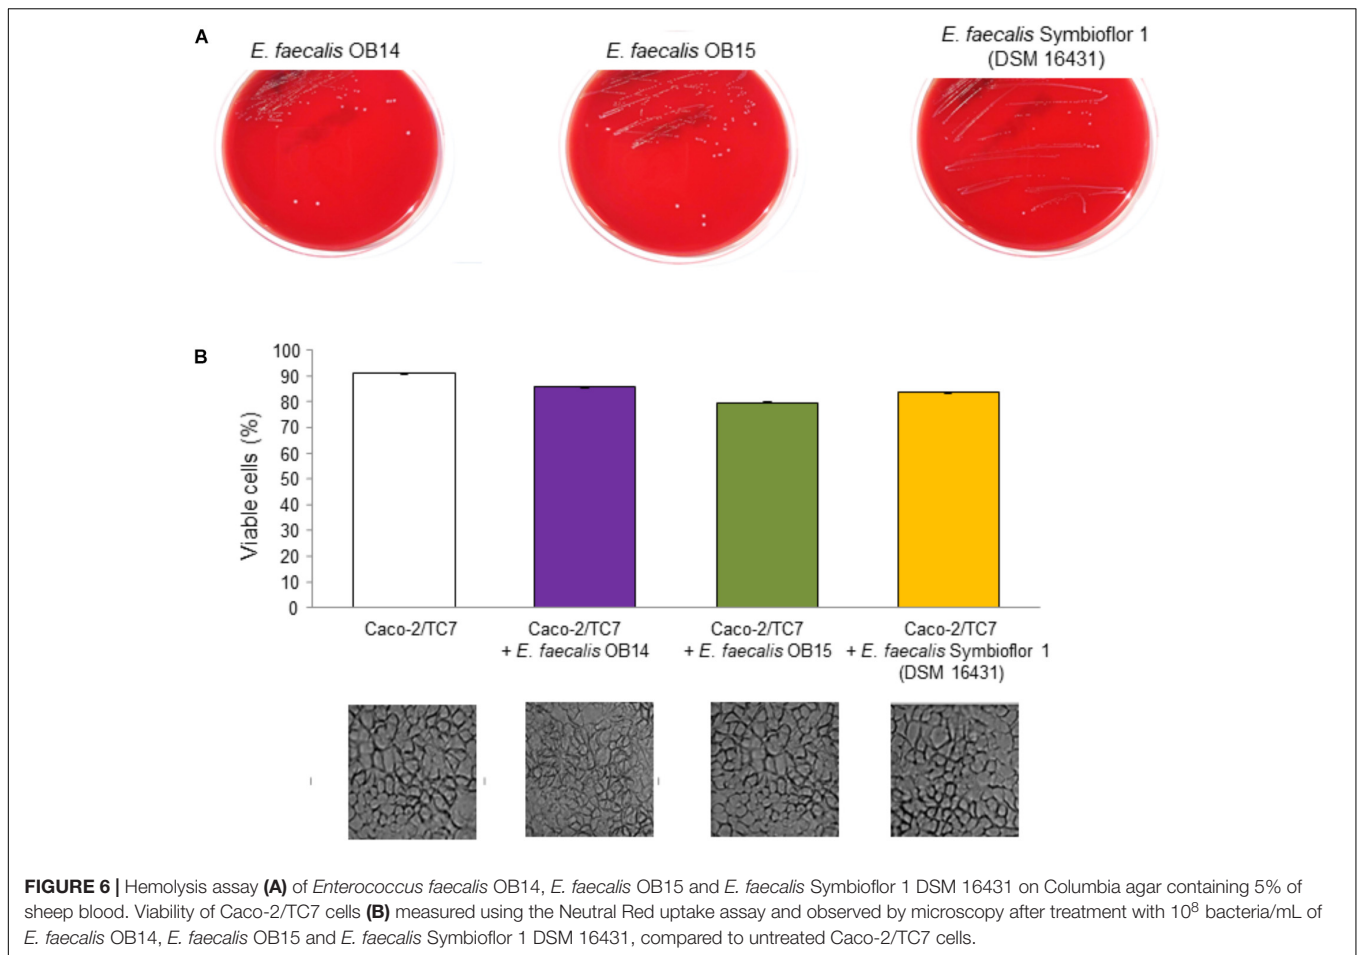 A
E. faecalis OB14
E. faecalis OB15
E. faecalis Symbioflor 1
(DSM 16431)
B
Viable cells (%)
100
90
80
70
60
50
40
30
20
10
0
Caco-2/TC7
Caco-2/TC7
+ E. faecalis OB14
Caco-2/TC7
+ E. faecalis OB15
Caco-2/TC7
+ E. faecalis Symbioflor 1
(DSM 16431)
FIGURE 6 | Hemolysis assay (A) of Enterococcus faecalis OB14, E. faecalis OB15 and E. faecalis Symbioflor 1 DSM 16431 on Columbia agar containing 5% of
sheep blood. Viability of Caco-2/TC7 cells (B) measured using the Neutral Red uptake assay and observed by microscopy after treatment with 10⁸ bacteria/mL of
E. faecalis OB14, E. faecalis OB15 and E. faecalis Symbioflor 1 DSM 16431, compared to untreated Caco-2/TC7 cells.